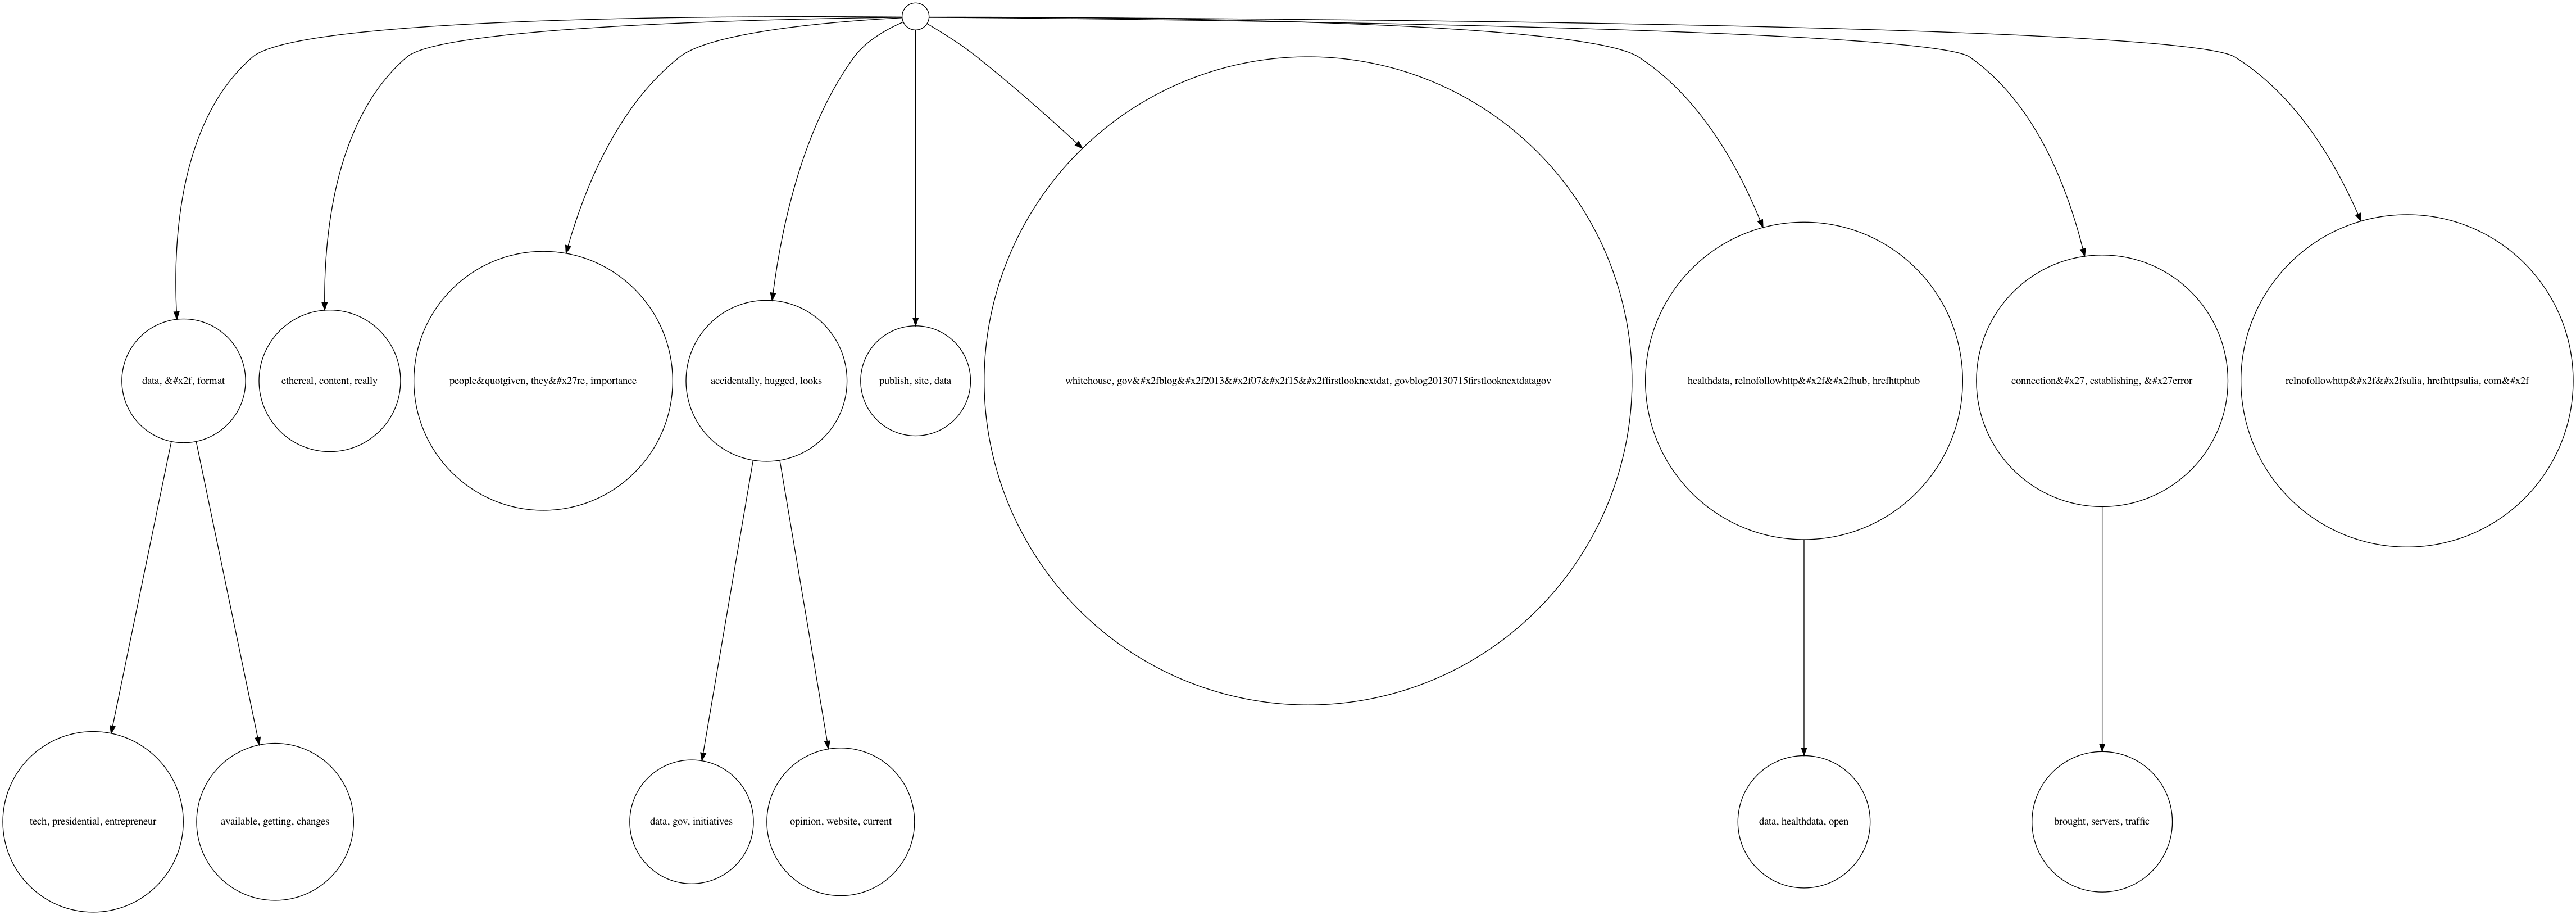 data, &#x2f, format
ethereal, content, really
people&quotgiven, they&#x27re, importance
accidentally, hugged, looks
publish, site, data
whitehouse, gov&#x2fblog&#x2f2013&#x2f07&#x2f15&#x2ffirstlooknextdat, govblog20130715firstlooknextdatagov
healthdata, relnofollowhttp&#x2f&#x2fhub, hrefhttphub
connection&#x27, establishing, &#x27error
relnofollowhttp&#x2f&#x2fsulia, hrefhttpsulia, com&#x2f
tech, presidential, entrepreneur
available, getting, changes
data, gov, initiatives
opinion, website, current
data, healthdata, open
brought, servers, traffic